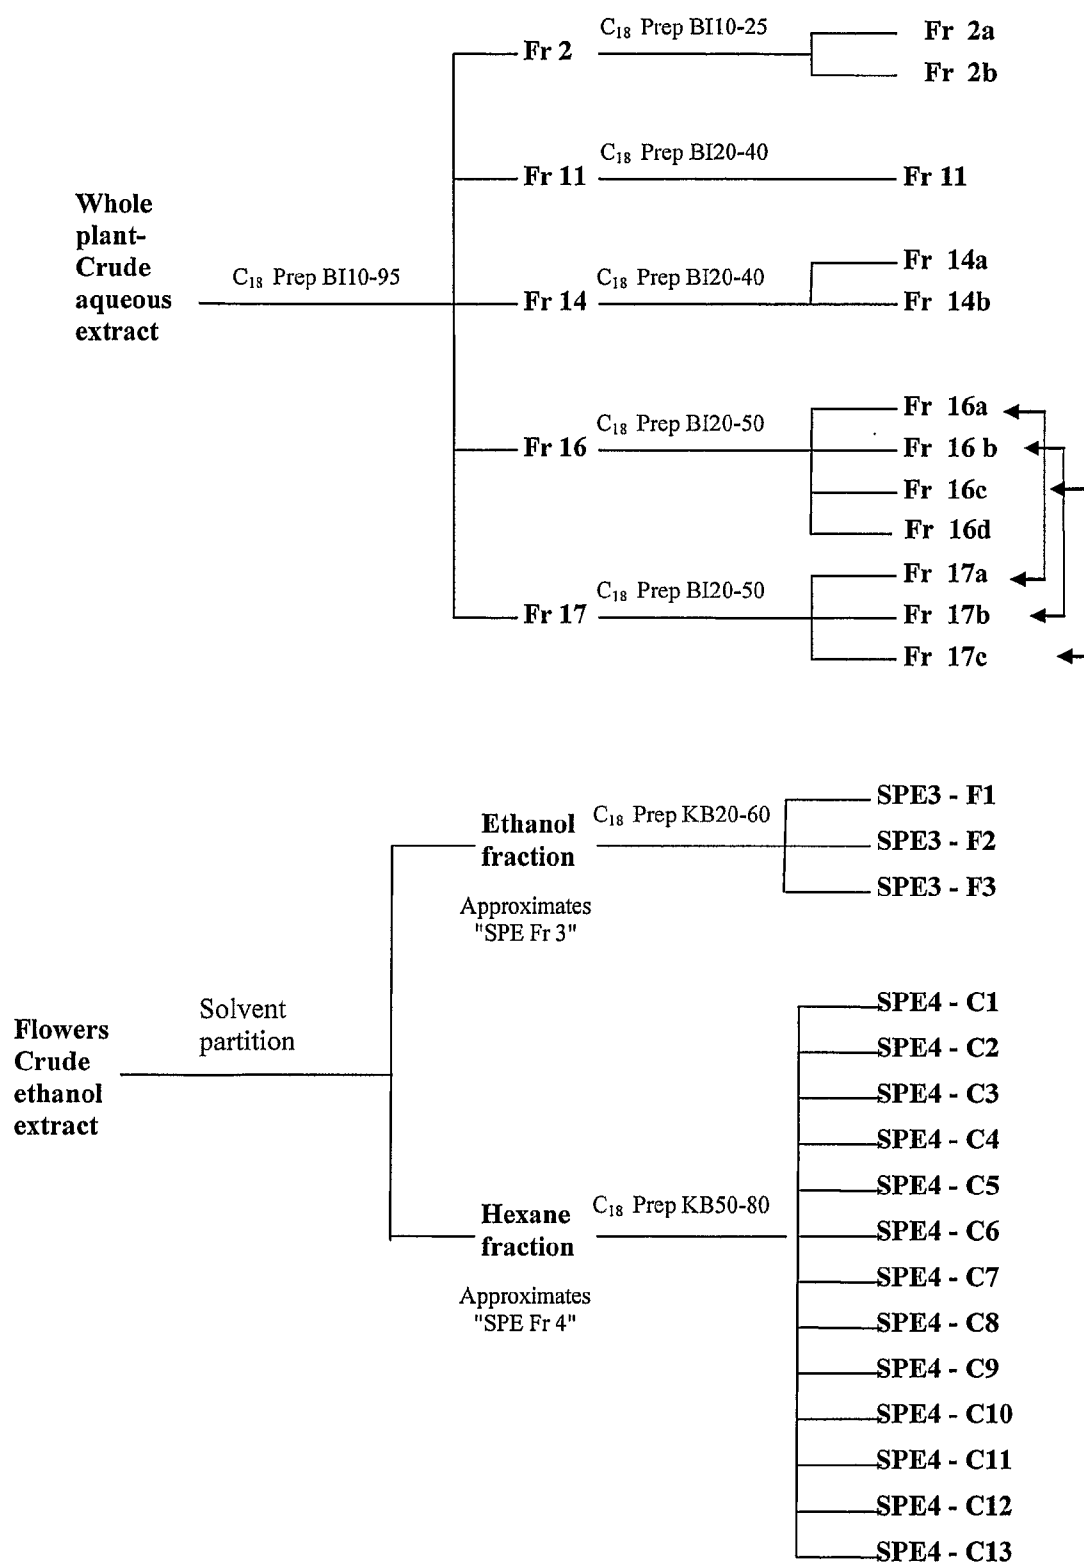 C18 Prep BI10-25
Fr 2
Fr 2a
Fr 2b
C18 Prep BI20-40
Fr 11
Fr 11
Whole
plant-
Crude
aqueous
extract
C18 Prep BI10-95
C18 Prep BI20-40
Fr 14
Fr 14a
Fr 14b
C18 Prep BI20-50
Fr 16
Fr 16a
Fr 16 b
Fr 16c
Fr 16d
C18 Prep BI20-50
Fr 17
Fr 17a
Fr 17b
Fr 17c
Flowers
Crude
ethanol
extract
Solvent
partition
Ethanol
fraction
Approximates
"SPE Fr 3"
C18 Prep KB20-60
SPE3 - F1
SPE3 - F2
SPE3 - F3
Hexane
fraction
Approximates
"SPE Fr 4"
C18 Prep KB50-80
SPE4 - C1
SPE4 - C2
SPE4 - C3
SPE4 - C4
SPE4 - C5
SPE4 - C6
SPE4 - C7
SPE4 - C8
SPE4 - C9
SPE4 - C10
SPE4 - C11
SPE4 - C12
SPE4 - C13